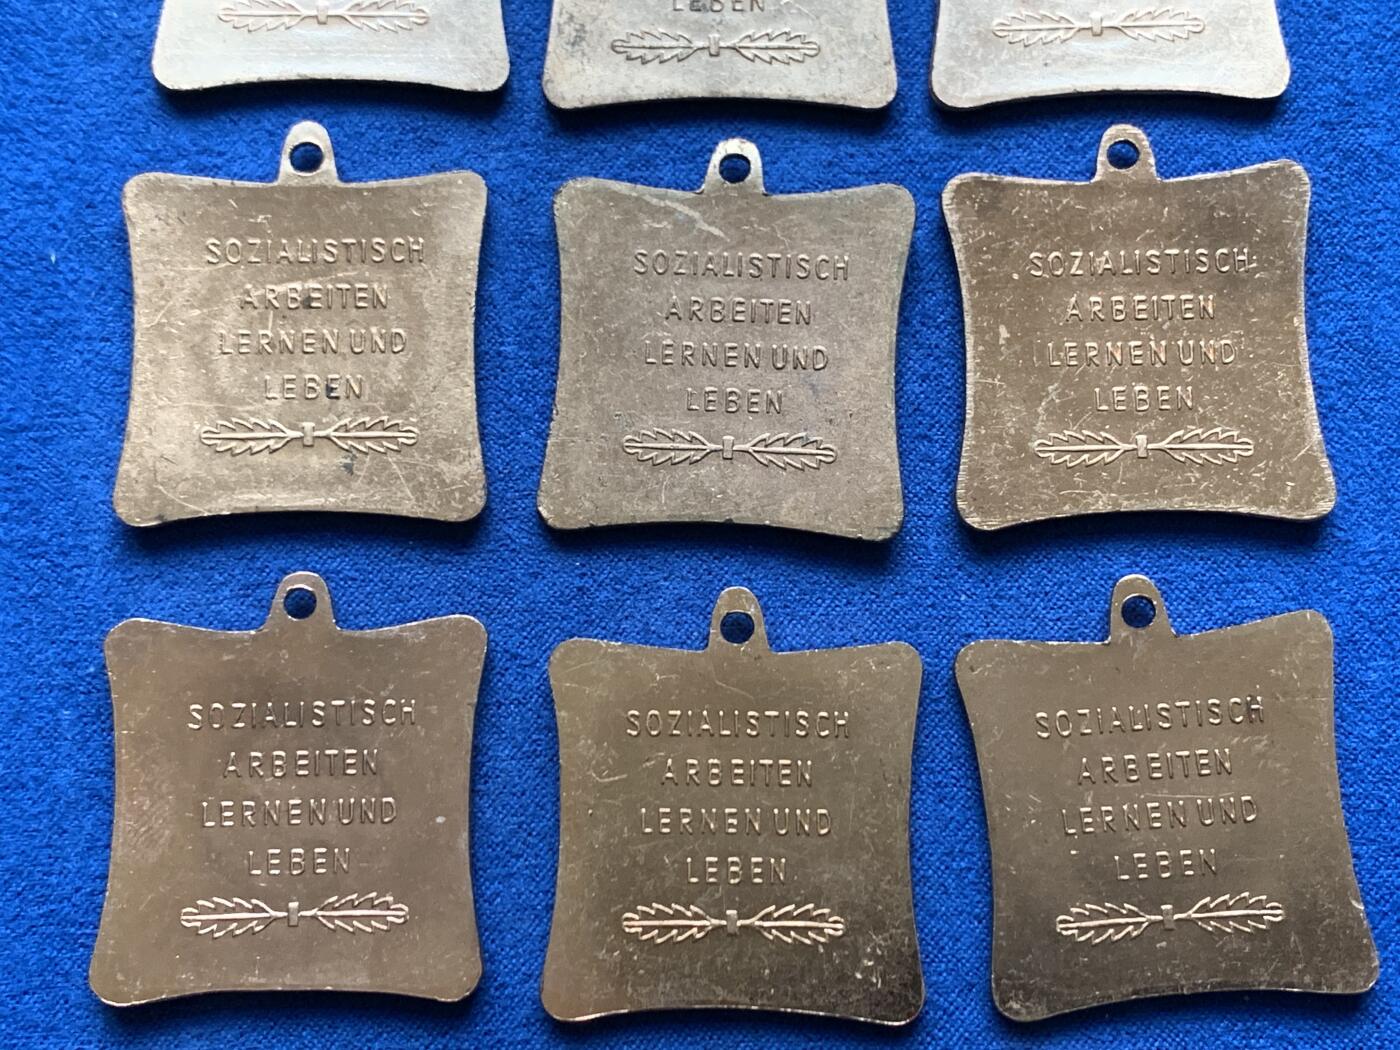 LEBEN
SOZIALISTISCH
ARBEITEN
LERNEN UND
LEBEN
SOZIALISTISCH
ARBEITEN
LERNEN UND
LEBEN
SOZIALISTISCH
ARBEITEN
LERNEN UND
LEBEN
SOZIALISTISCH
ARBEITEN
LERNEN UND
LEBEN
SOZIALISTISCH
ARBEITEN
LERNEN UND
LEBEN
SOZIALISTISCH
ARBEITEN
LERNEN UND
LEBEN